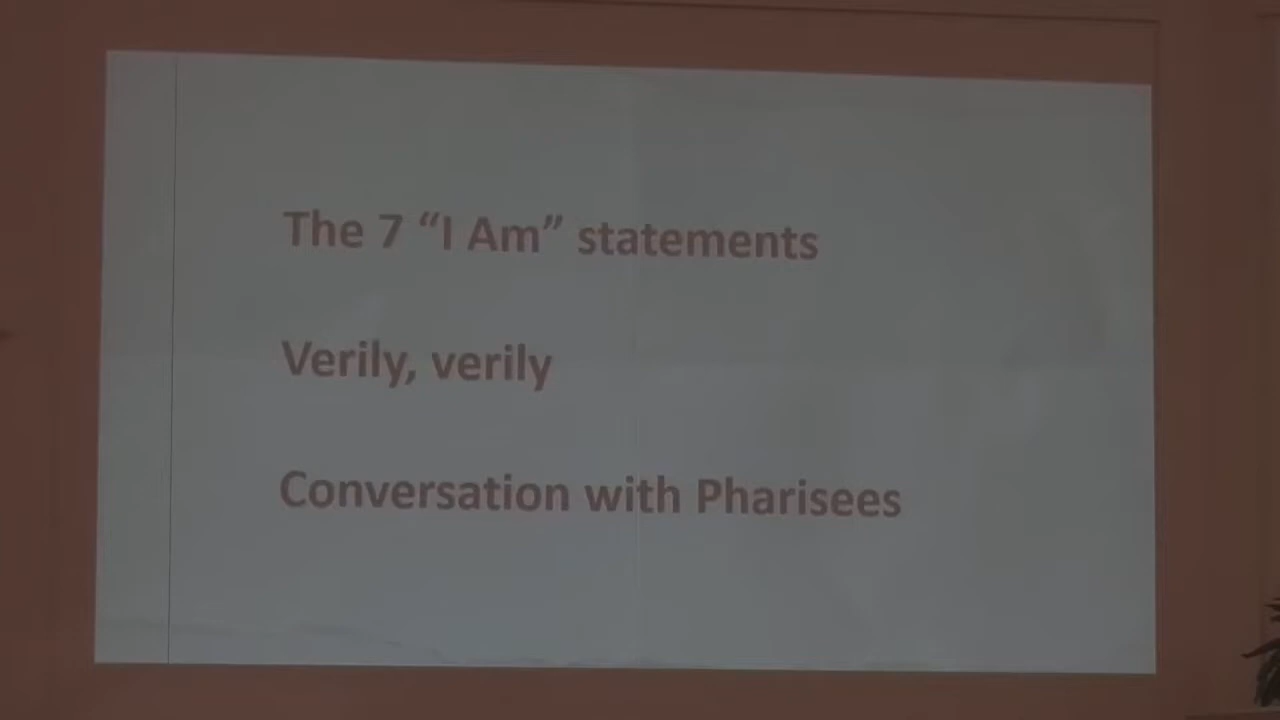 The 7 “I Am” statements
Verily, verily
Conversation with Pharisees